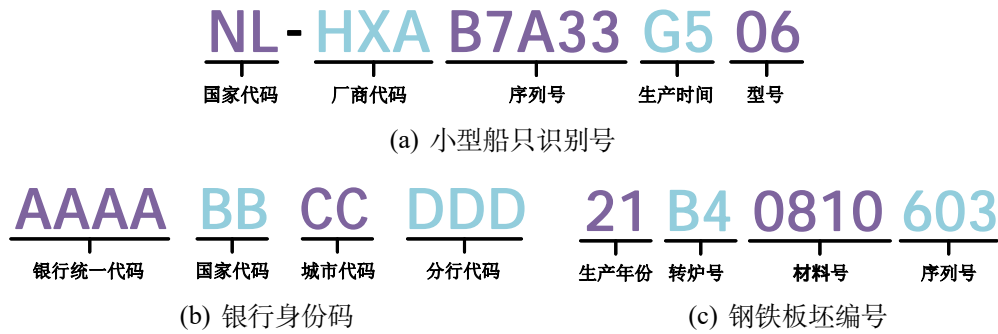 NL-HXA B7A33 G5 06
国家代码 厂商代码 序列号 生产时间 型号
(a) 小型船只识别号
AAAA BB CC DDD
银行统一代码 国家代码 城市代码 分行代码
(b) 银行身份码
21 B4 0810 603
生产年份 转炉号 材料号 序列号
(c) 钢铁板坯编号